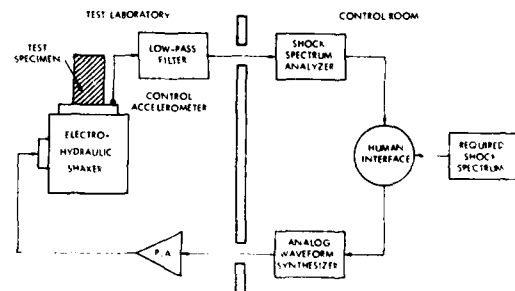 TEST LABORATORY
CONTROL ROOM
TEST
SPECIMEN
LOW-PASS
FILTER
SHOCK
SPECTRUM
ANALYZER
CONTROL
ACCELEROMETER
ELECTRO-
HYDRAULIC
SHAKER
HUMAN
INTERFACE
REQUIRED
SHOCK
SPECTRUM
P.A
ANALOG
WAVEFORM
SYNTHESIZER